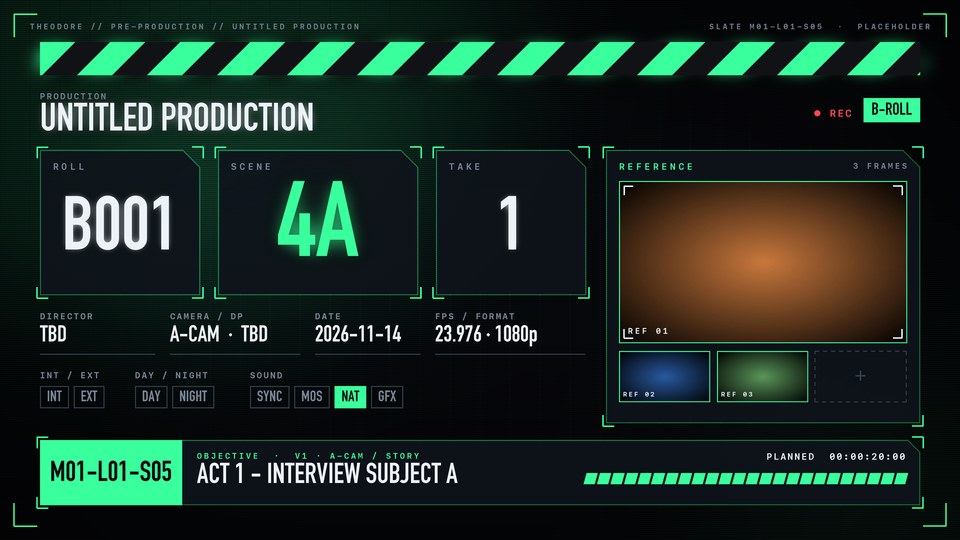 THEODORE // PRE-PRODUCTION // UNTITLED PRODUCTION
SLATE M01-L01-S05 · PLACEHOLDER
PRODUCTION
UNTITLED PRODUCTION
REC
B-ROLL
ROLL
B001
SCENE
4A
TAKE
1
REFERENCE
3 FRAMES
REF 01
REF 02
REF 03
+
DIRECTOR
TBD
CAMERA / DP
A-CAM · TBD
DATE
2026-11-14
FPS / FORMAT
23.976 · 1080p
INT / EXT
INT
EXT
DAY / NIGHT
DAY
NIGHT
SOUND
SYNC
MOS
NAT
GFX
M01-L01-S05
OBJECTIVE · V1 · A-CAM / STORY
ACT 1 - INTERVIEW SUBJECT A
PLANNED 00:00:20:00